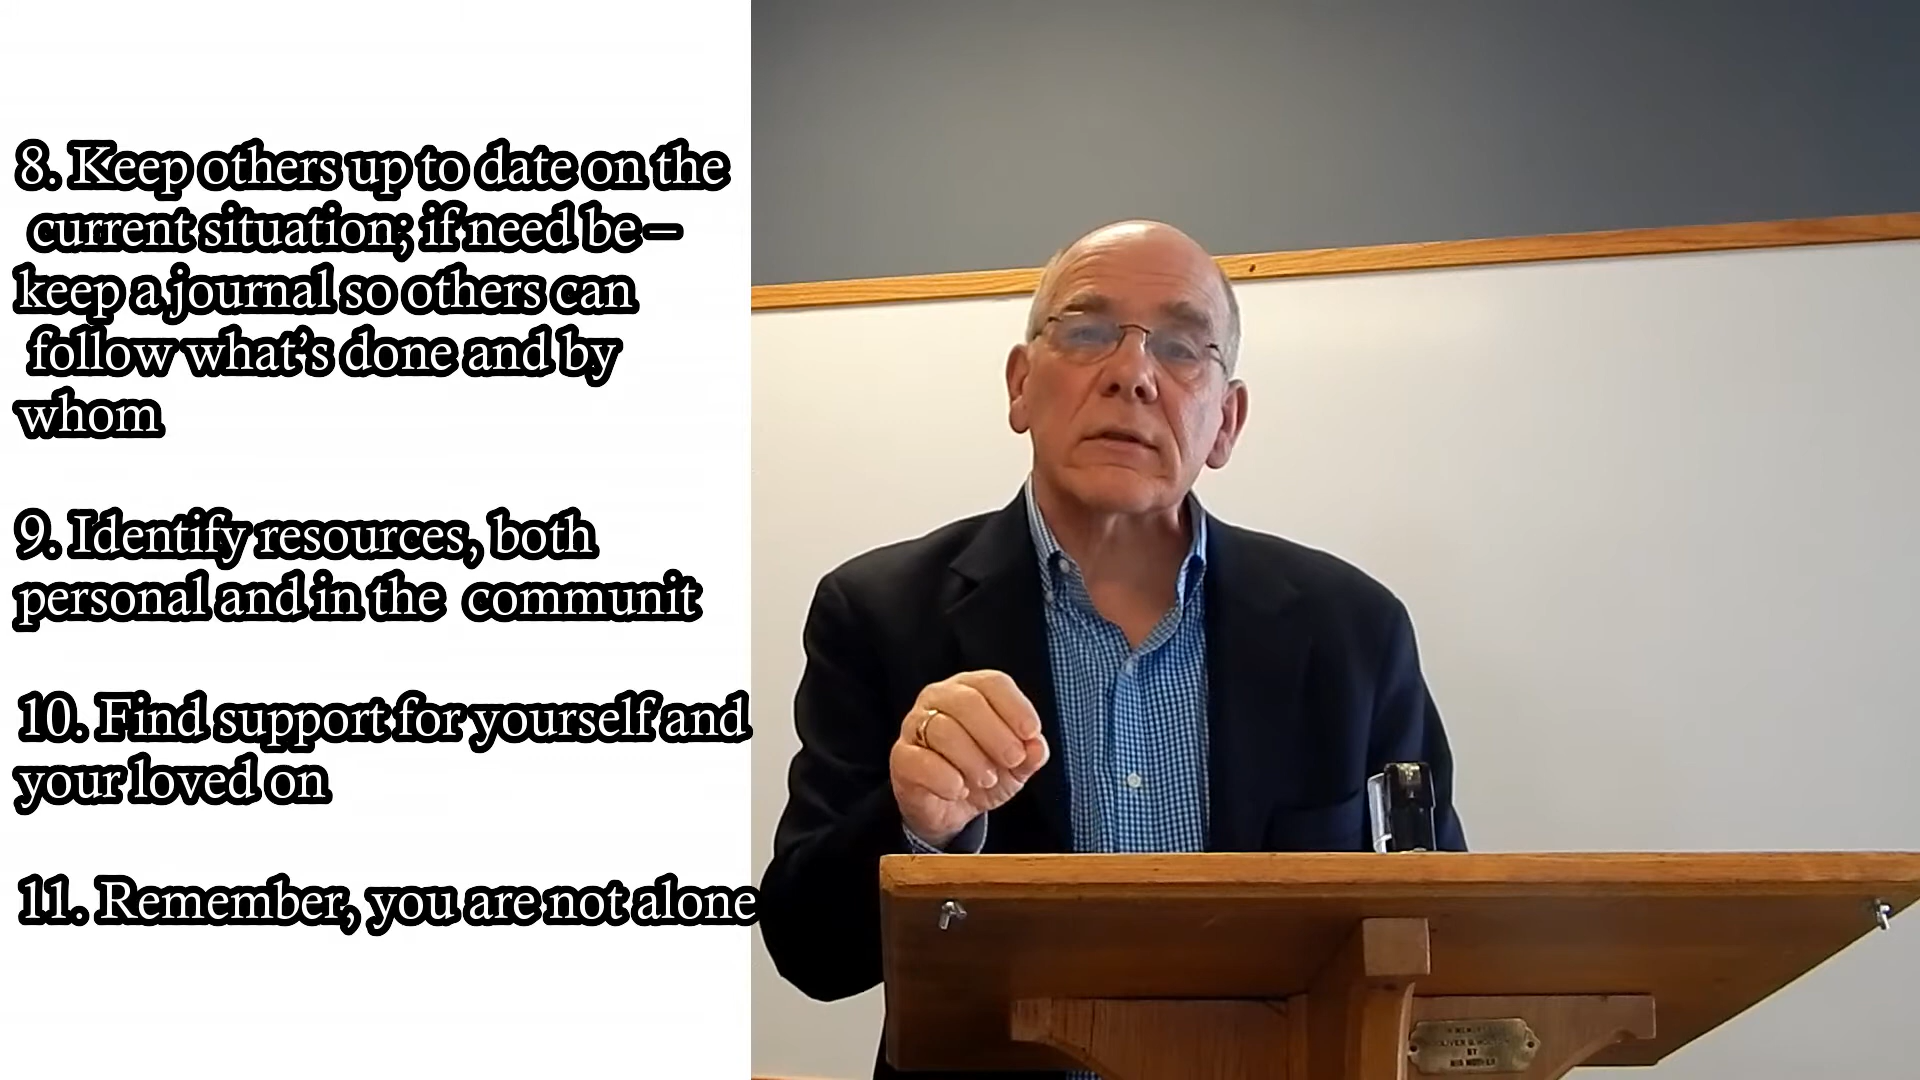 8. Keep others up to date on the
current situation; if need be –
keep a journal so others can
follow what's done and by
whom
9. Identify resources, both
personal and in the communit
10. Find support for yourself and
your loved on
11. Remember, you are not alone
BY